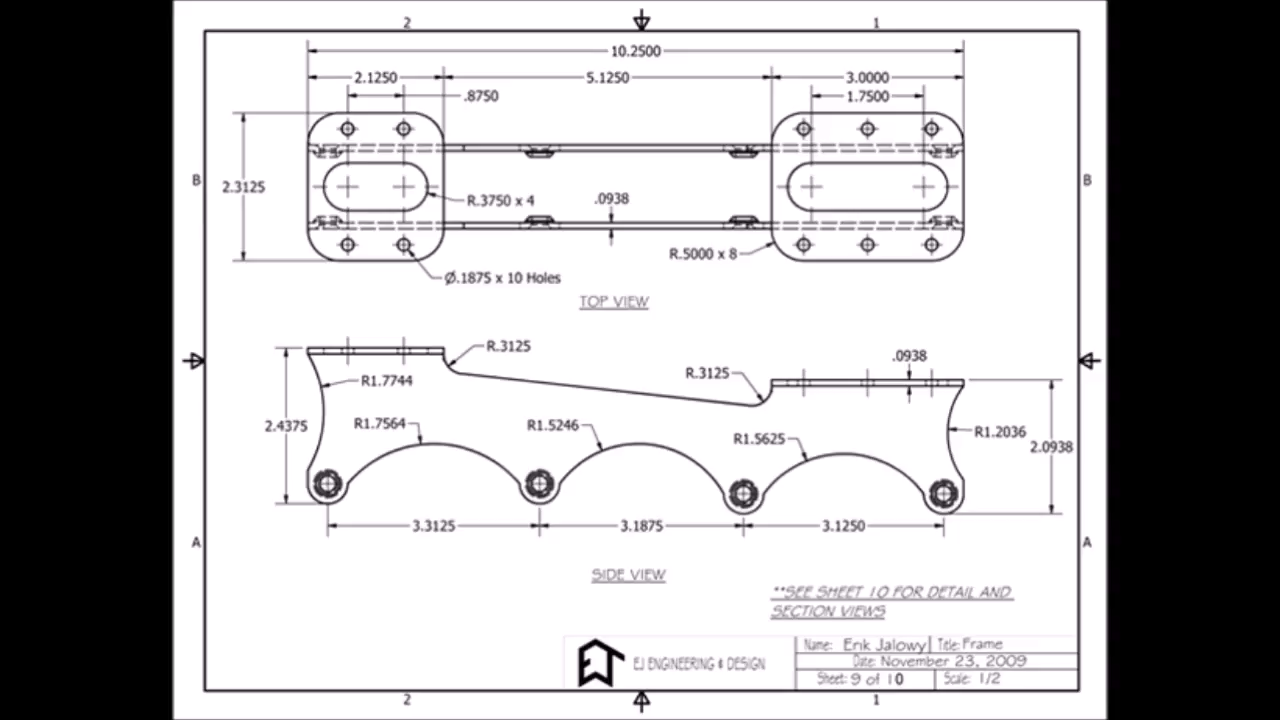 2 1
10.2500
2.1250 5.1250 3.0000
.8750 1.7500
B B
2.3125
R.3750 x 4
.0938
R.5000 x 8
Ø.1875 x 10 Holes
TOP VIEW
R.3125
.0938
R.3125
R1.7744
2.4375
R1.7564
R1.5246
R1.5625
R1.2036
2.0938
3.3125 3.1875 3.1250
A A
SIDE VIEW
**SEE SHEET 10 FOR DETAIL AND
SECTION VIEWS
EJ ENGINEERING & DESIGN
Name: Erik Jalowy Title: Frame
Date: November 23, 2009
Sheet: 9 of 10 Scale: 1/2
2 1